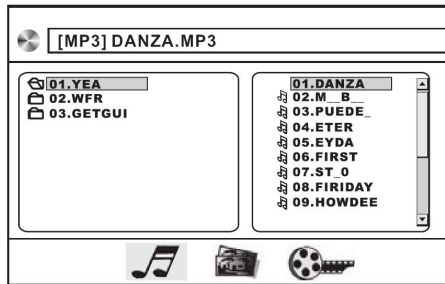 [MP3] DANZA.MP3
01.YEA
02.WFR
03.GETGUI
01.DANZA
02.M__B__
03.PUEDE_
04.ETER
05.EYDA
06.FIRST
07.ST_0
08.FIRIDAY
09.HOWDEE